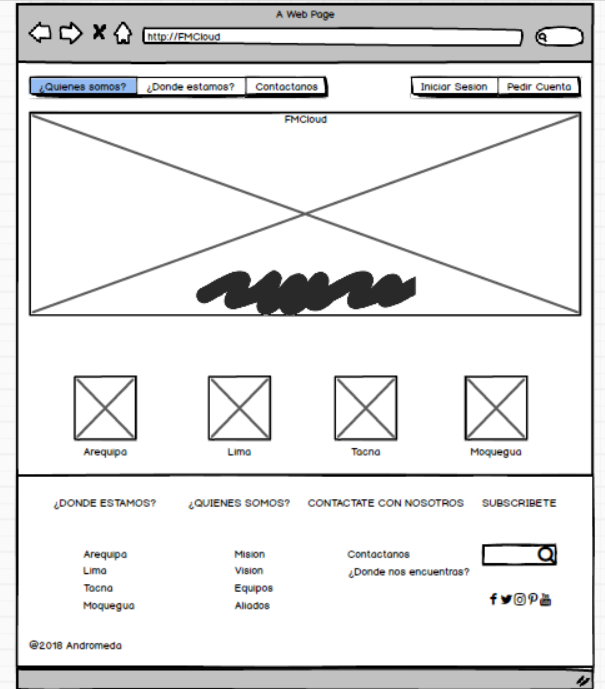 A Web Page
http://FMCloud
¿Quienes somos? ¿Donde estamos? Contactanos Iniciar Sesion Pedir Cuenta
FMCloud
Arequipa Lima Tacna Moquegua
¿DONDE ESTAMOS? ¿QUIENES SOMOS? CONTACTATE CON NOSOTROS SUBSCRIBETE
Arequipa Mision Contactanos
Lima Vision ¿Donde nos encuentras?
Tacna Equipos
Moquegua Aliados
@2018 Andromeda